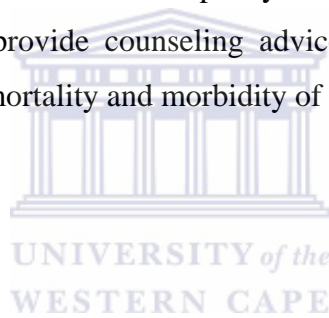 provide counseling advic
mortality and morbidity of
UNIVERSITY of the
WESTERN CAPE